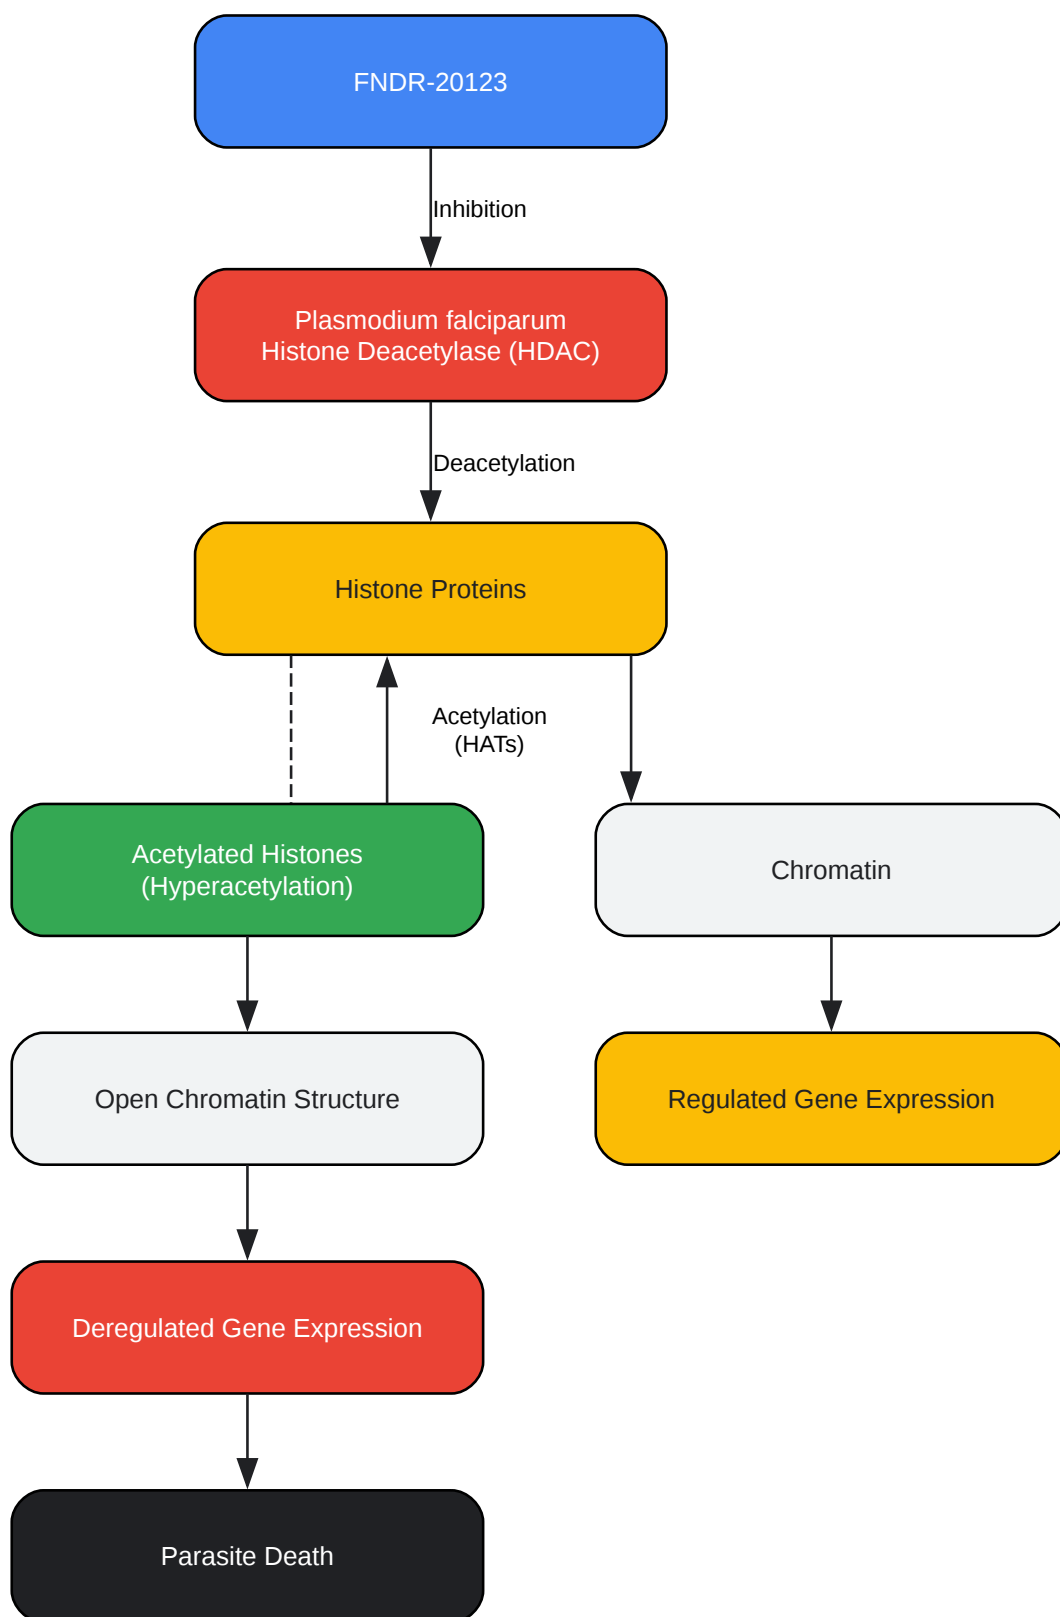 FNDR-20123
Inhibition
Plasmodium falciparum
Histone Deacetylase (HDAC)
Deacetylation
Histone Proteins
Acetylation
(HATs)
Acetylated Histones
(Hyperacetylation)
Chromatin
Open Chromatin Structure
Regulated Gene Expression
Deregulated Gene Expression
Parasite Death